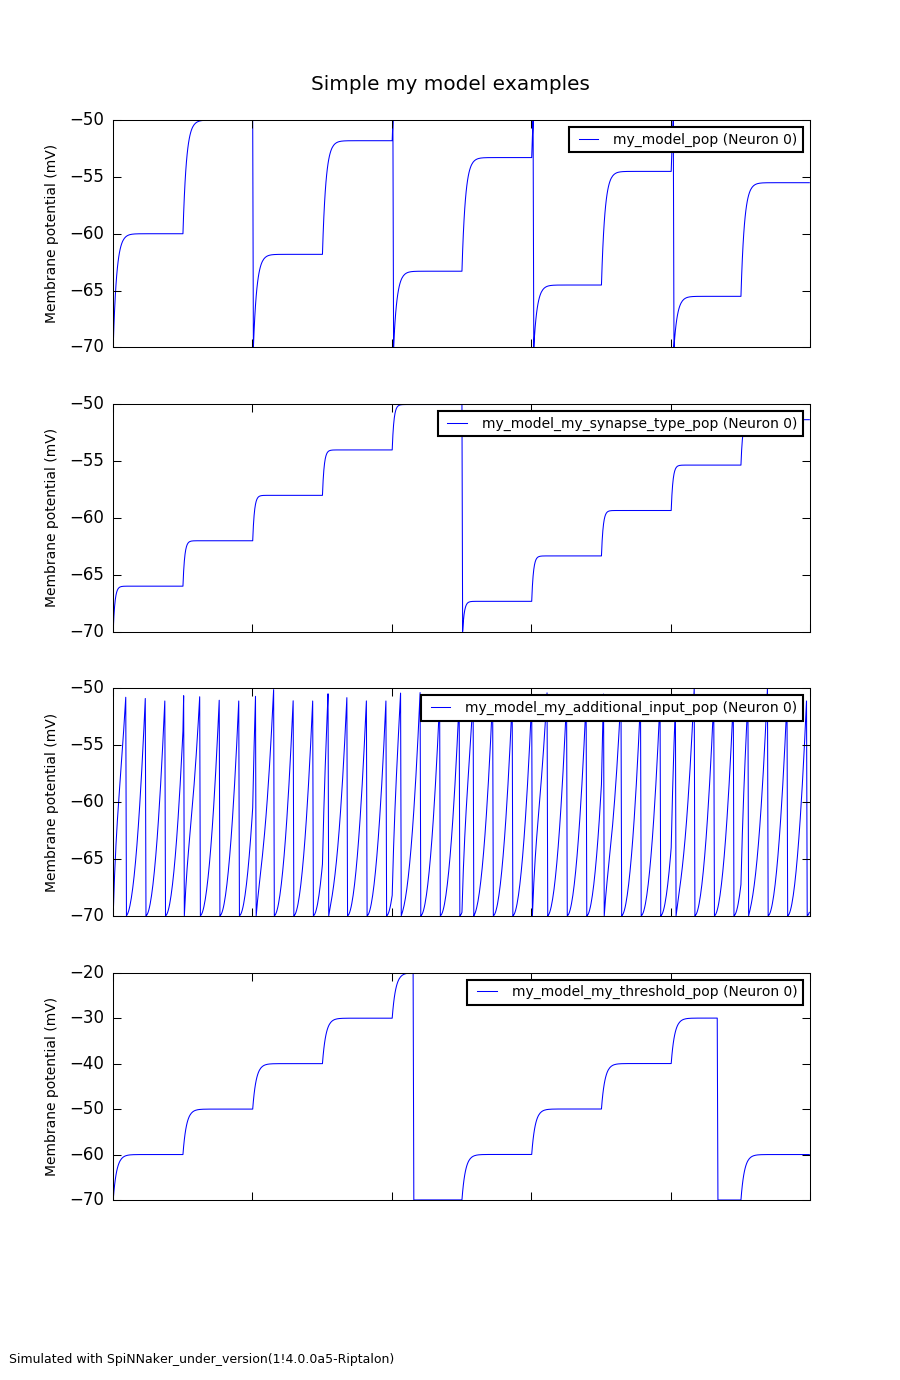 Simple my model examples
−50
−55
−60
−65
−70
Membrane potential (mV)
my_model_pop (Neuron 0)
−50
−55
−60
−65
−70
Membrane potential (mV)
my_model_my_synapse_type_pop (Neuron 0)
−50
−55
−60
−65
−70
Membrane potential (mV)
my_model_my_additional_input_pop (Neuron 0)
−20
−30
−40
−50
−60
−70
Membrane potential (mV)
my_model_my_threshold_pop (Neuron 0)
Simulated with SpiNNaker_under_version(1!4.0.0a5-Riptalon)